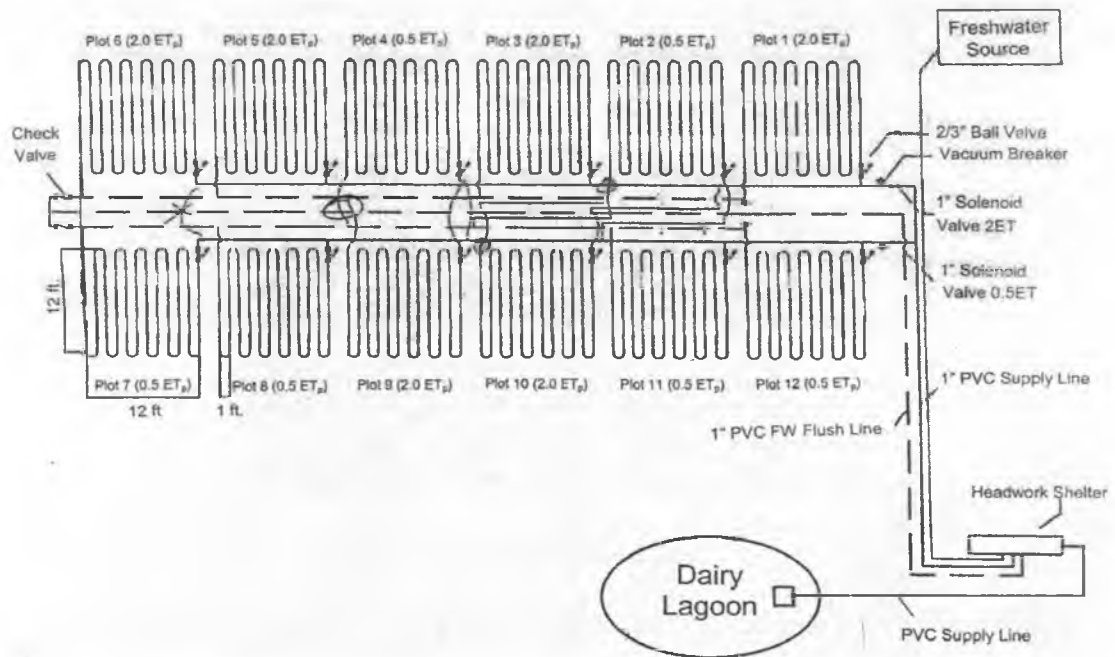 Plot 6 (2.0 ETp)
Plot 5 (2.0 ETp)
Plot 4 (0.5 ETp)
Plot 3 (2.0 ETp)
Plot 2 (0.5 ETp)
Plot 1 (2.0 ETp)
Freshwater
Source
Check
Valve
2/3" Ball Valve
Vacuum Breaker
1" Solenoid
Valve 2ET
1" Solenoid
Valve 0.5ET
12 ft.
Plot 7 (0.5 ETp)
Plot 8 (0.5 ETp)
Plot 9 (2.0 ETp)
Plot 10 (2.0 ETp)
Plot 11 (0.5 ETp)
Plot 12 (0.5 ETp)
12 ft
1 ft.
1" PVC Supply Line
1" PVC FW Flush Line
Headwork Shelter
Dairy
Lagoon
PVC Supply Line